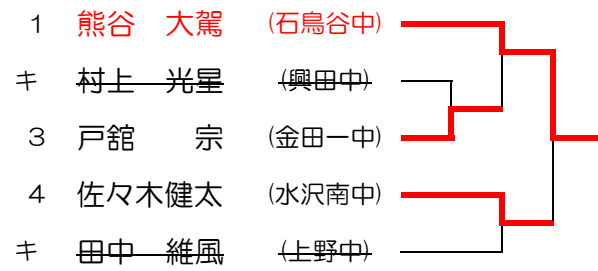 1 熊谷 大駕 (石鳥谷中)
キ 村上 光星 (興田中)
3 戸舘 宗 (金田一中)
4 佐々木健太 (水沢南中)
キ 田中 維風 (上野中)